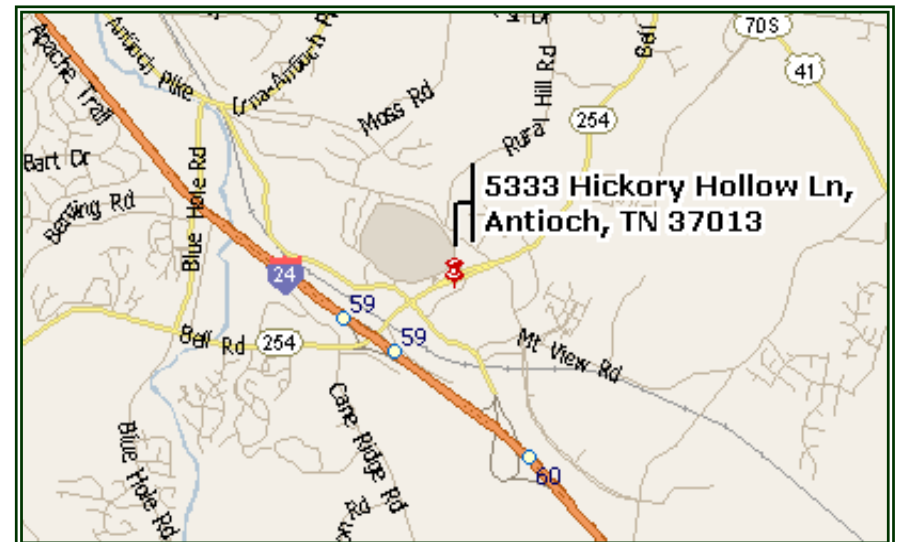 70S
41
Apache Trail
Antioch Pike
Moss Rd
Rural Hill Rd
Bell
254
Bart Dr
Blue Hole Rd
5333 Hickory Hollow Ln,
Antioch, TN 37013
24
59
59
Bell Rd
254
Mt View Rd
Blue Hole Rd
Cane Ridge Rd
60
Rd